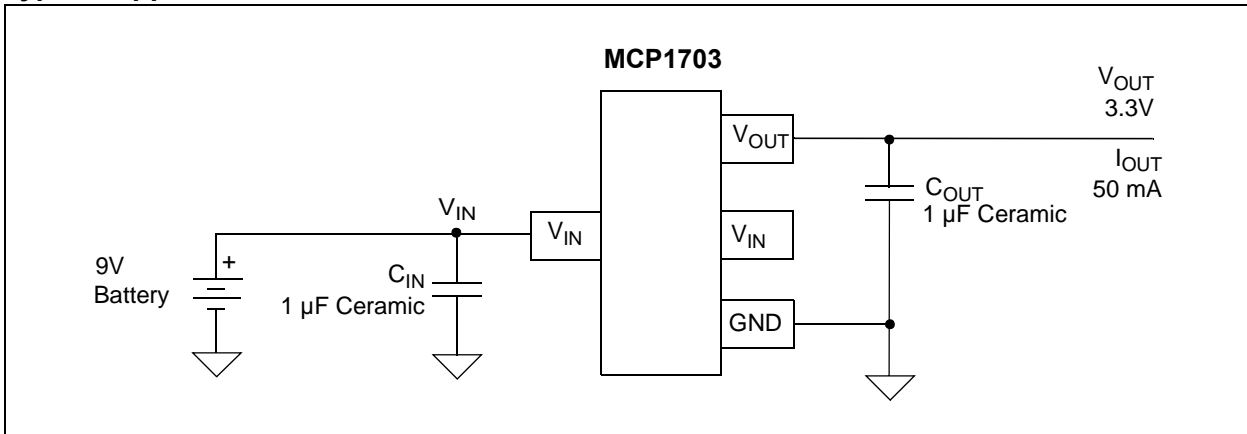 MCP1703
VOUT
3.3V
IOUT
50 mA
VOUT
COUT
1 µF Ceramic
VIN
VIN
VIN
9V
Battery
+
CIN
1 µF Ceramic
GND